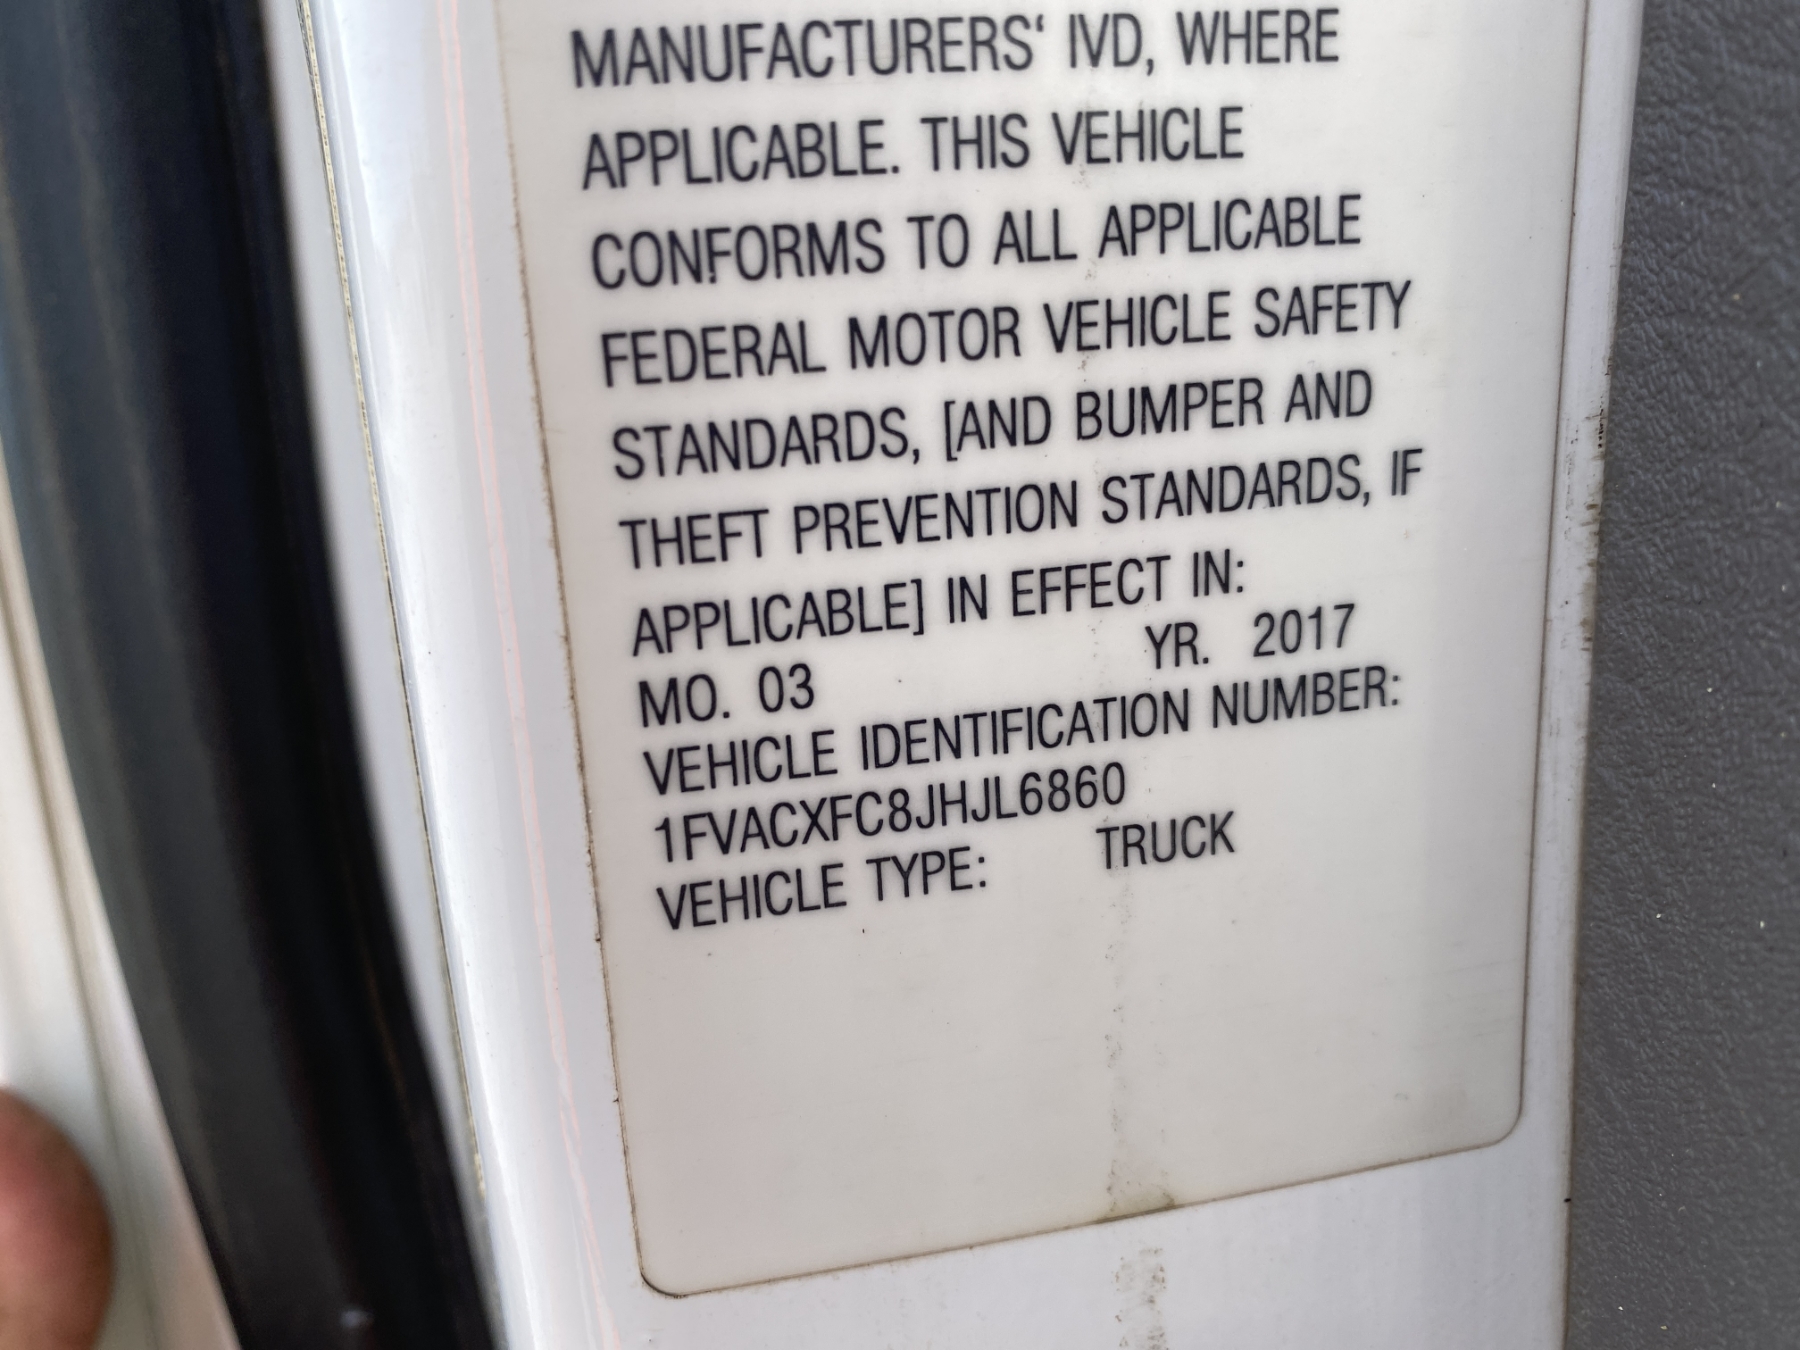 MANUFACTURERS‘ IVD, WHERE
APPLICABLE. THIS VEHICLE
CONFORMS TO ALL APPLICABLE
FEDERAL MOTOR VEHICLE SAFETY
STANDARDS, [AND BUMPER AND
THEFT PREVENTION STANDARDS, IF
APPLICABLE] IN EFFECT IN:
MO. 03 YR. 2017
VEHICLE IDENTIFICATION NUMBER:
1FVACXFC8JHJL6860
VEHICLE TYPE: TRUCK